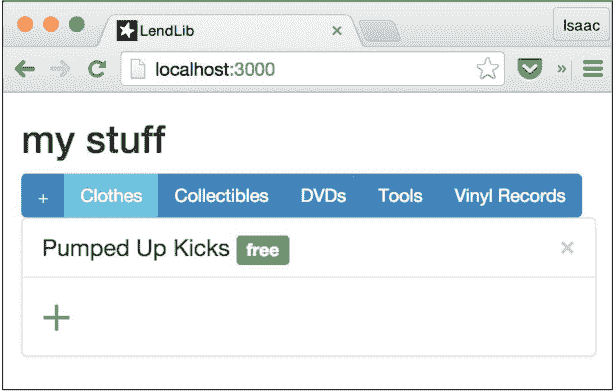 LendLib
Isaac
localhost:3000
my stuff
+ Clothes Collectibles DVDs Tools Vinyl Records
Pumped Up Kicks free ×
+